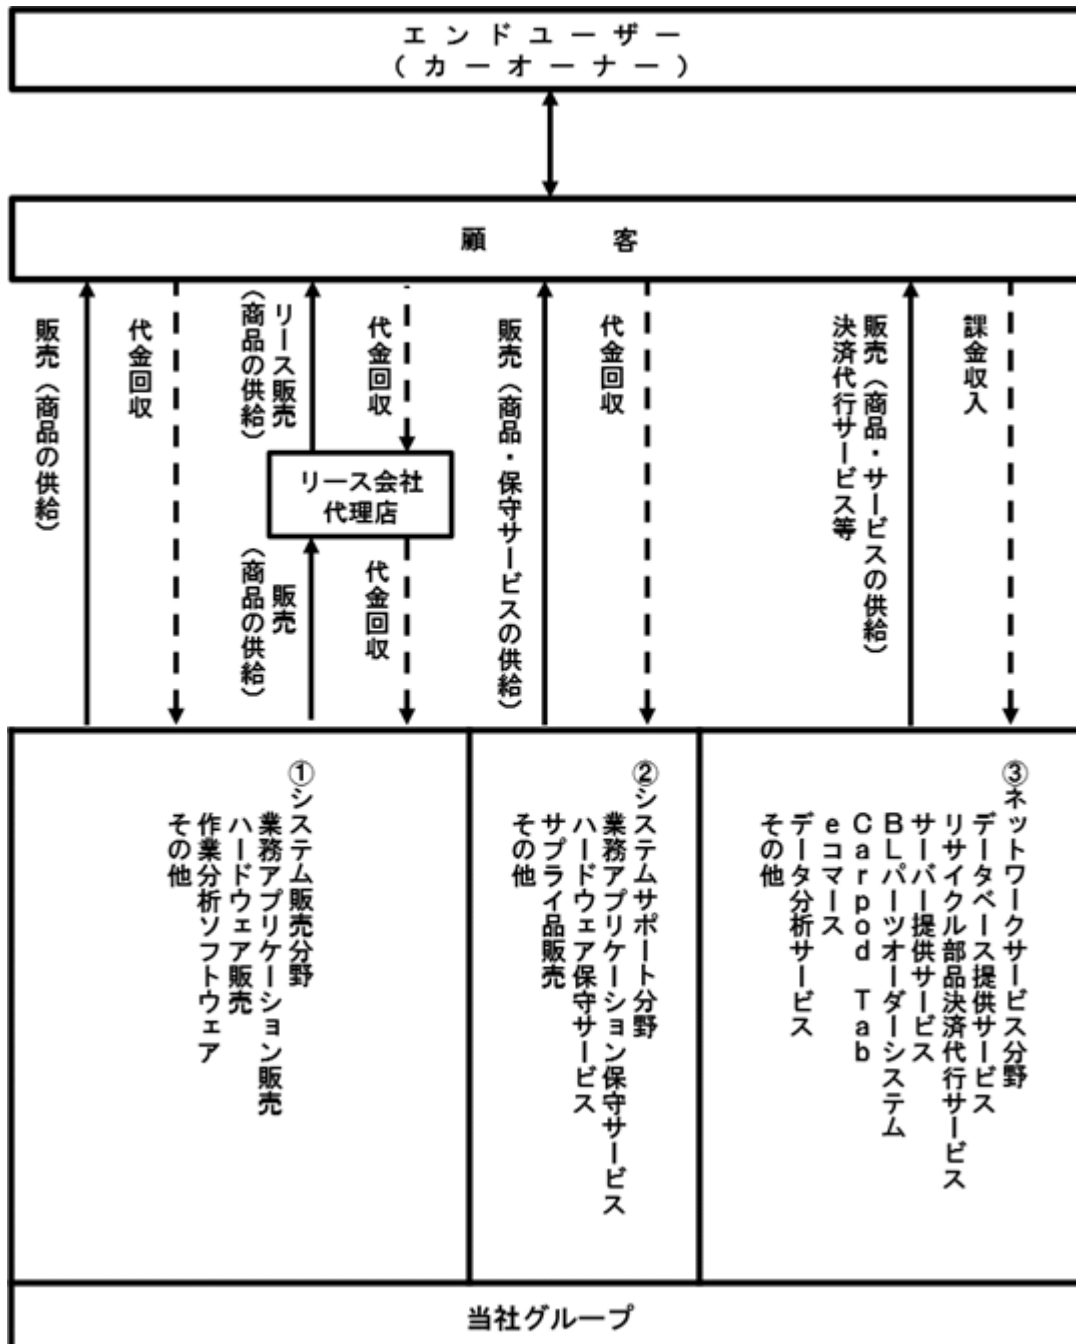 エンドユーザー
(カーオーナー)
顧 客
販売(商品の供給)
代金回収
リース販売
(商品の供給)
代金回収
リース会社
代理店
販売
(商品の供給)
代金回収
販売(商品・保守サービスの供給)
代金回収
販売(商品・サービスの供給)
決済代行サービス等
課金収入
①システム販売分野
業務アプリケーション販売
ハードウェア販売
作業分析ソフトウェア
その他
②システムサポート分野
業務アプリケーション保守サービス
ハードウェア保守サービス
サプライ品販売
その他
③ネットワークサービス分野
データベース提供サービス
リサイクル部品決済代行サービス
サーバー提供サービス
BLパーツオーダーシステム
Carpod Tab
eコマース
データ分析サービス
その他
当社グループ